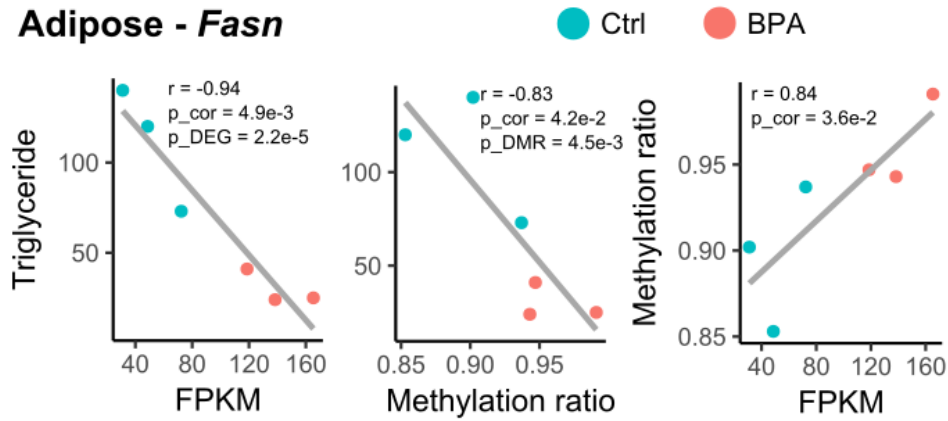 Adipose - Fasn
Ctrl
BPA
Triglyceride
100
50
r = -0.94
p_cor = 4.9e-3
p_DEG = 2.2e-5
40 80 120 160
FPKM
100
50
r = -0.83
p_cor = 4.2e-2
p_DMR = 4.5e-3
0.85 0.90 0.95
Methylation ratio
Methylation ratio
0.95
0.90
0.85
r = 0.84
p_cor = 3.6e-2
40 80 120 160
FPKM